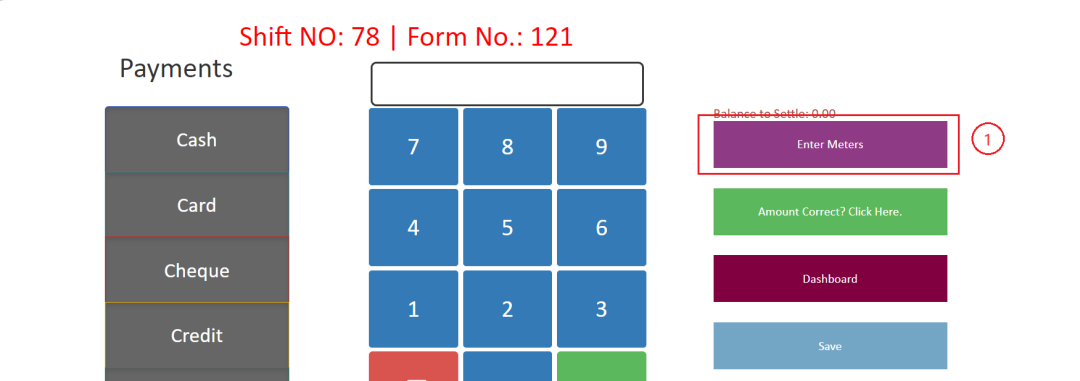 Shift NO: 78 | Form No.: 121
Payments
Cash
Card
Cheque
Credit
7 8 9
4 5 6
1 2 3
Balance to Settle: 0.00
Enter Meters
1
Amount Correct? Click Here.
Dashboard
Save